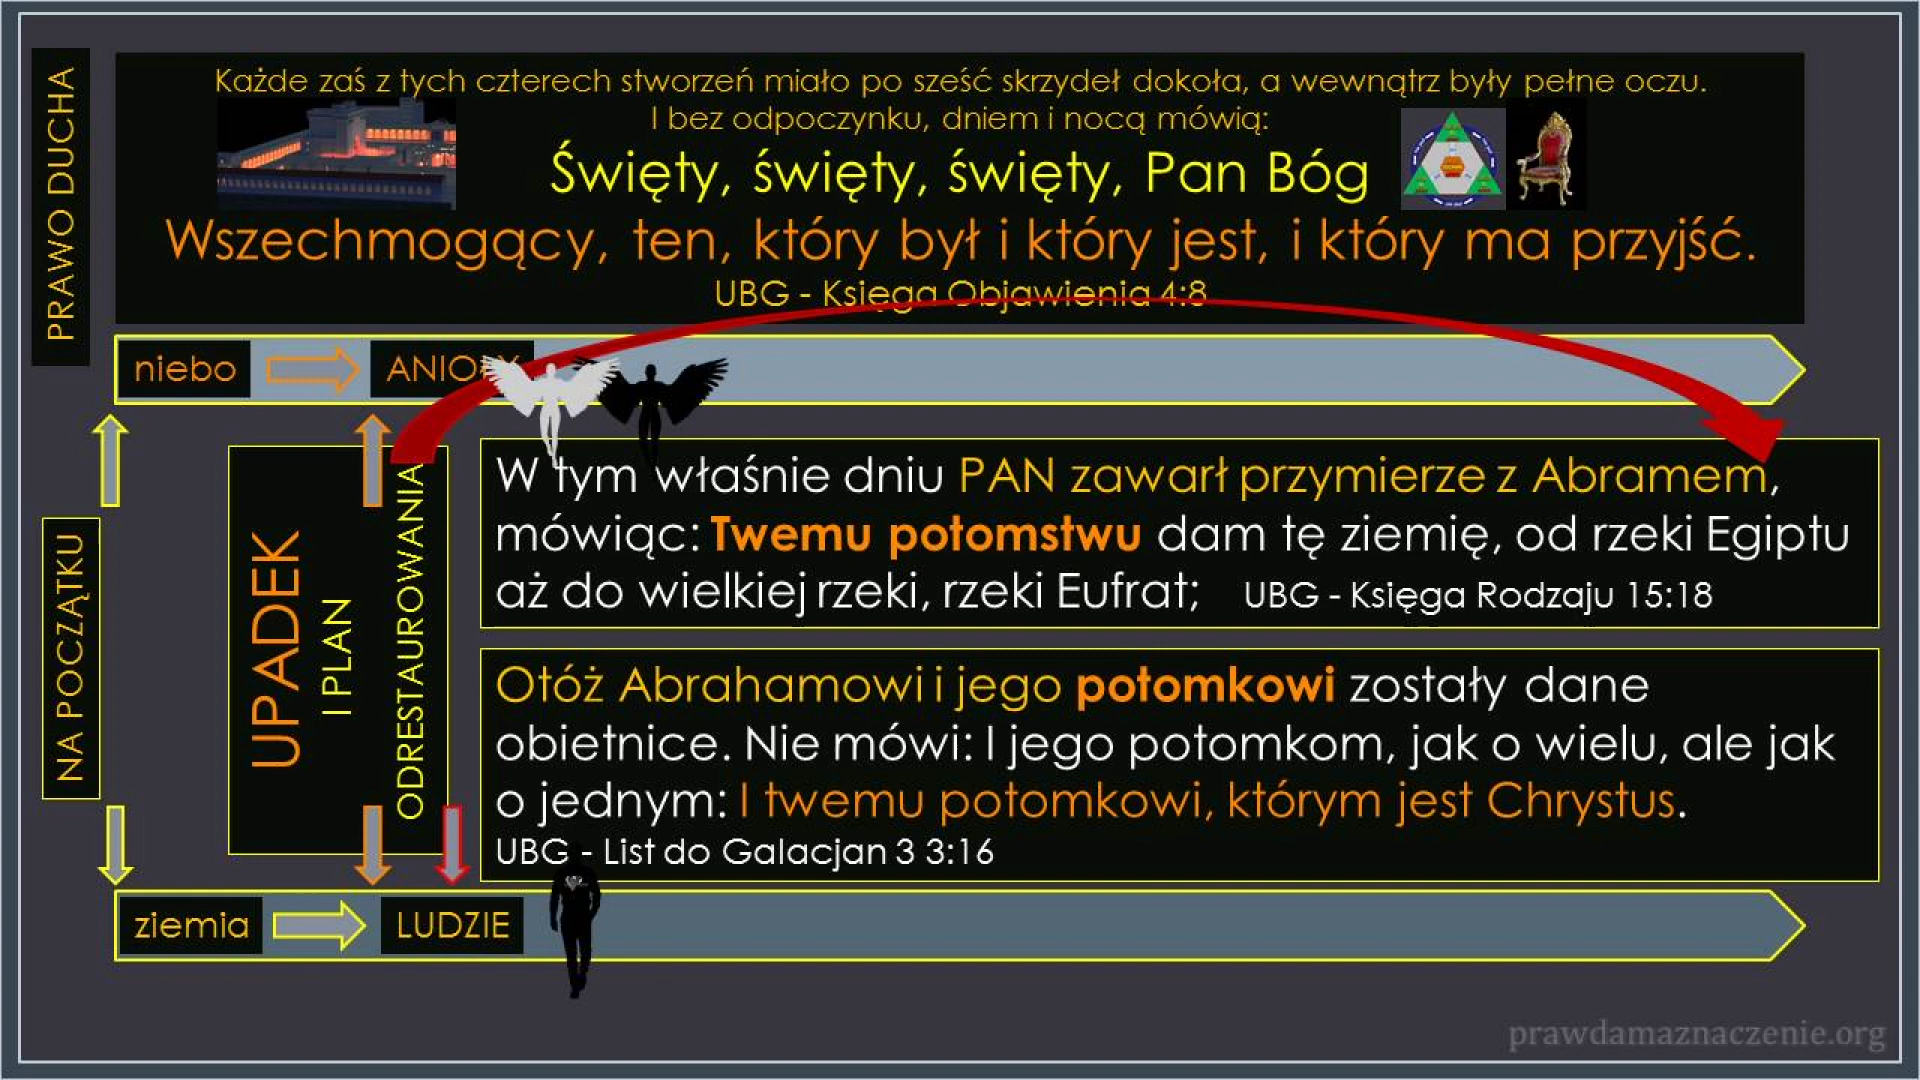 PRAWO DUCHA
Każde zaś z tych czterech stworzeń miało po sześć skrzydeł dokoła, a wewnątrz były pełne oczu.
I bez odpoczynku, dniem i nocą mówią:
Święty, święty, święty, Pan Bóg
Wszechmogący, ten, który był i który jest, i który ma przyjść.
UBG - Księga Objawienia 4:8
niebo
ANIOŁY
NA POCZĄTKU
UPADEK
I PLAN
ODRESTAUROWANIA
W tym właśnie dniu PAN zawarł przymierze z Abramem,
mówiąc: Twemu potomstwu dam tę ziemię, od rzeki Egiptu
aż do wielkiej rzeki, rzeki Eufrat; UBG - Księga Rodzaju 15:18
Otóż Abrahamowi i jego potomkowi zostały dane
obietnice. Nie mówi: I jego potomkom, jak o wielu, ale jak
o jednym: I twemu potomkowi, którym jest Chrystus.
UBG - List do Galacjan 3 3:16
ziemia
LUDZIE
prawdamaznaczenie.org